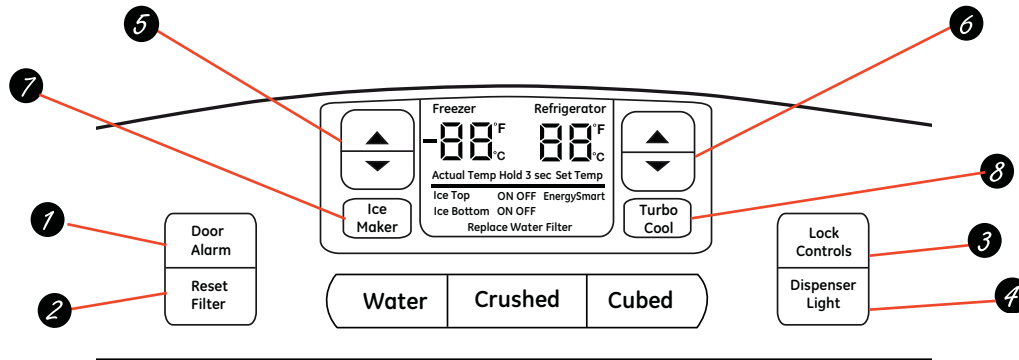 5
6
7
Freezer Refrigerator
-88°F 88°F
°C °C
Actual Temp Hold 3 sec Set Temp
8
Ice Top ON OFF EnergySmart
Ice Bottom ON OFF
Replace Water Filter
Ice
Maker
Turbo
Cool
1
Door
Alarm
2
Reset
Filter
Lock
Controls
3
Dispenser
Light
4
Water Crushed Cubed